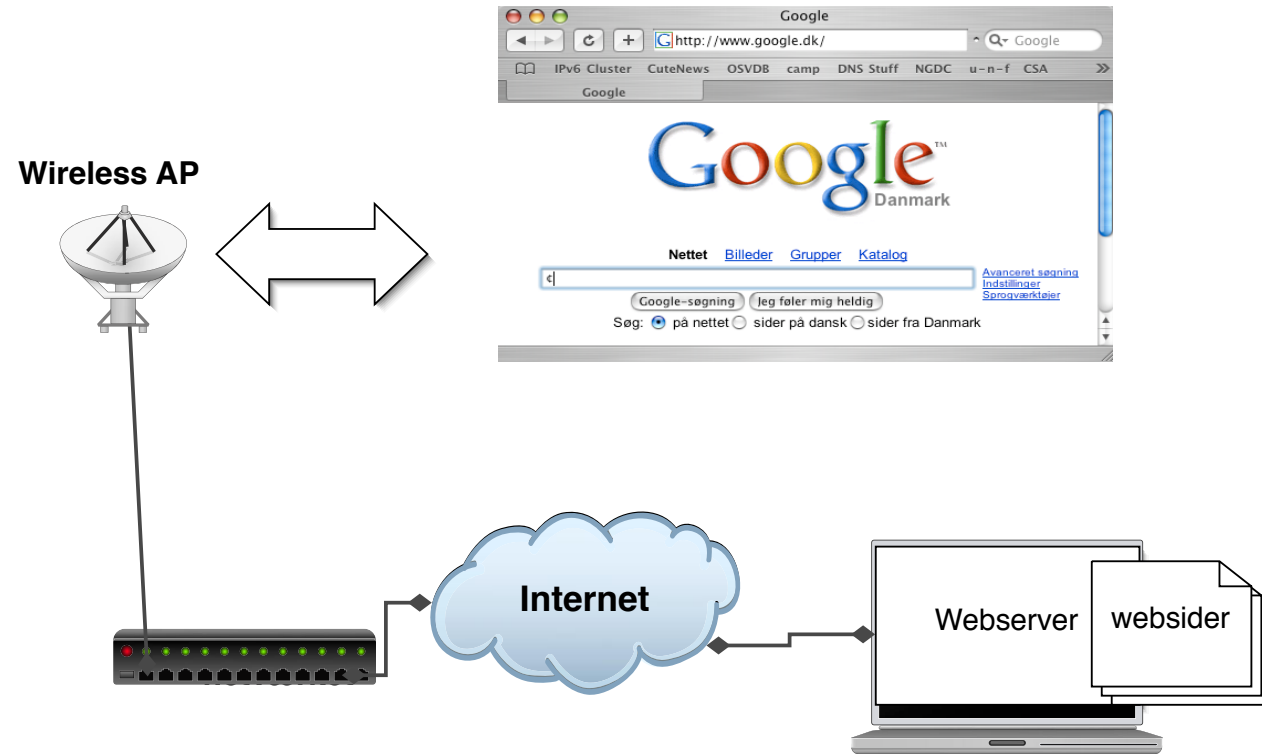 Google
http://www.google.dk/
Google
IPv6 Cluster CuteNews OSVDB camp DNS Stuff NGDC u-n-f CSA
Google
Wireless AP
Google™
Danmark
Nettet Billeder Grupper Katalog
¢
Avanceret søgning
Indstillinger
Sprogværktøjer
Google-søgning Jeg føler mig heldig
Søg: på nettet sider på dansk sider fra Danmark
Internet
Webserver
websider